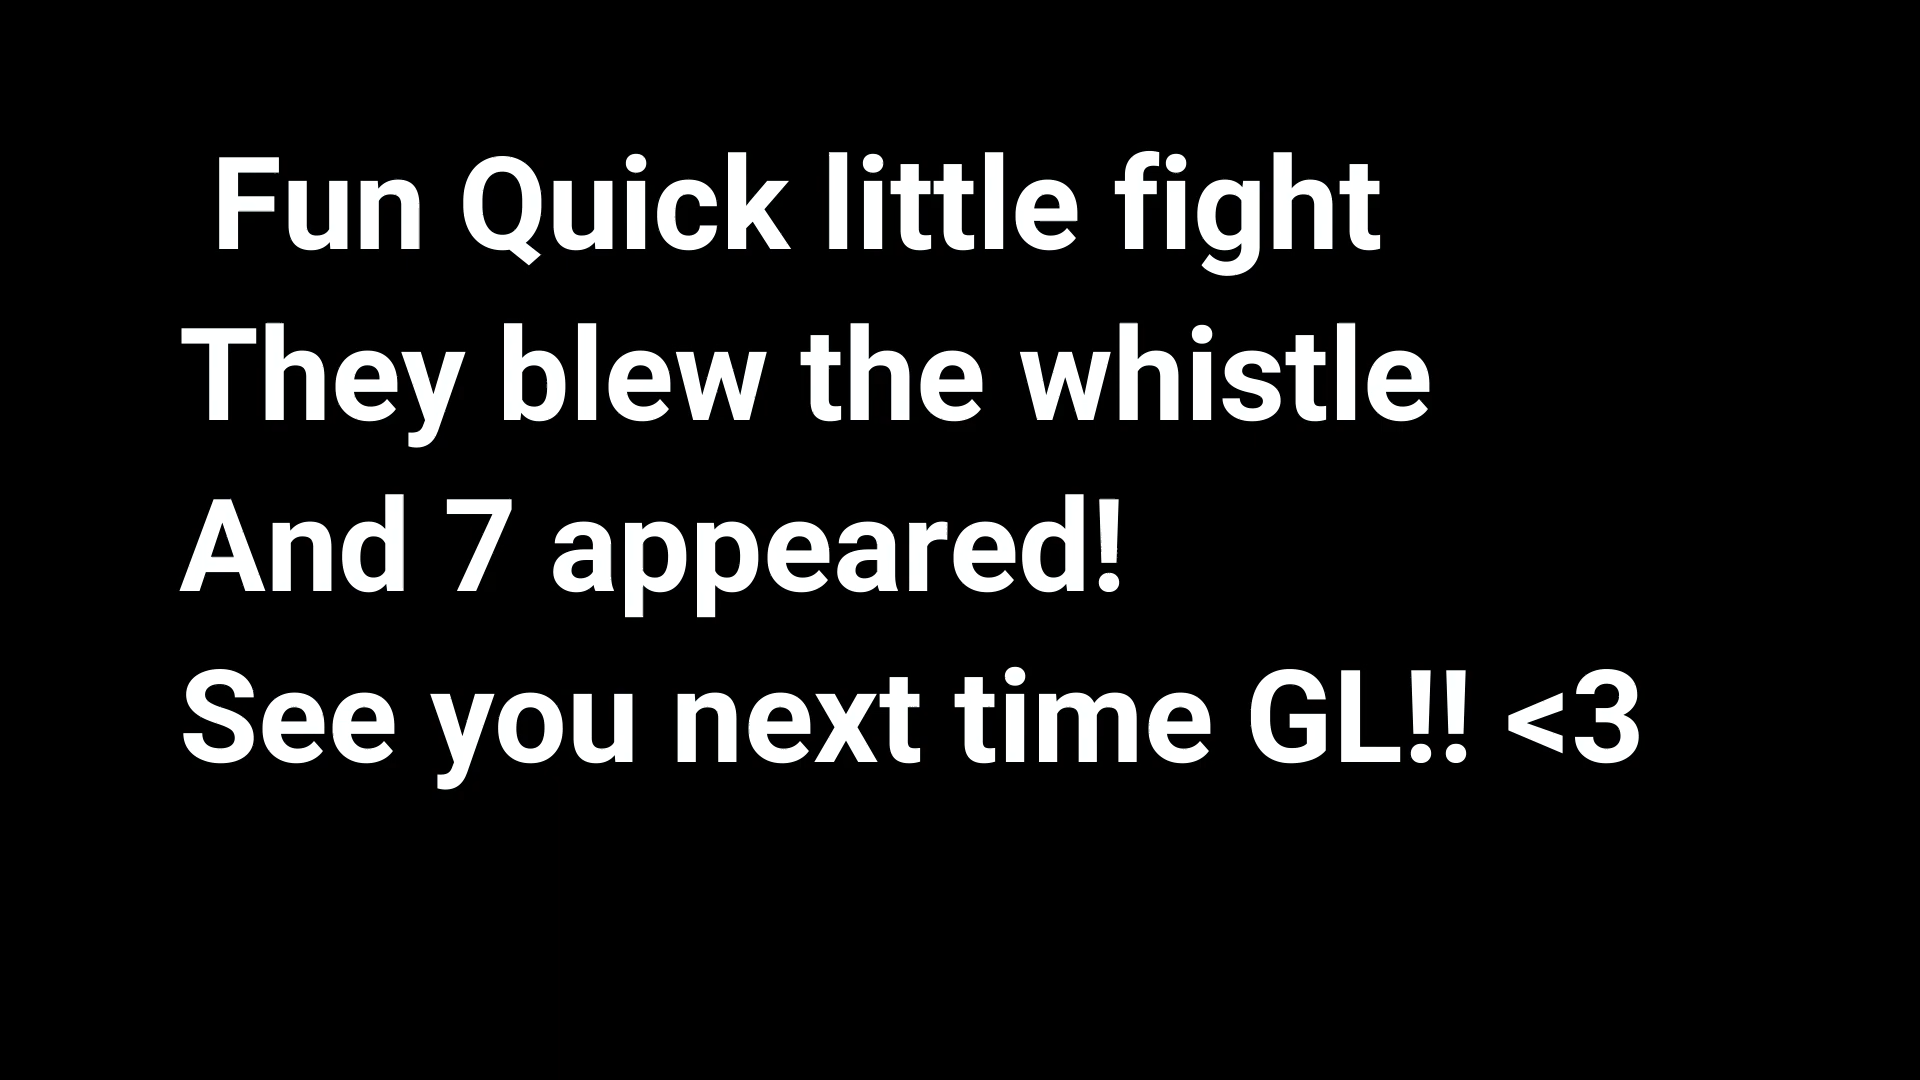 Fun Quick little fight
They blew the whistle
And 7 appeared!
See you next time GL!! <3